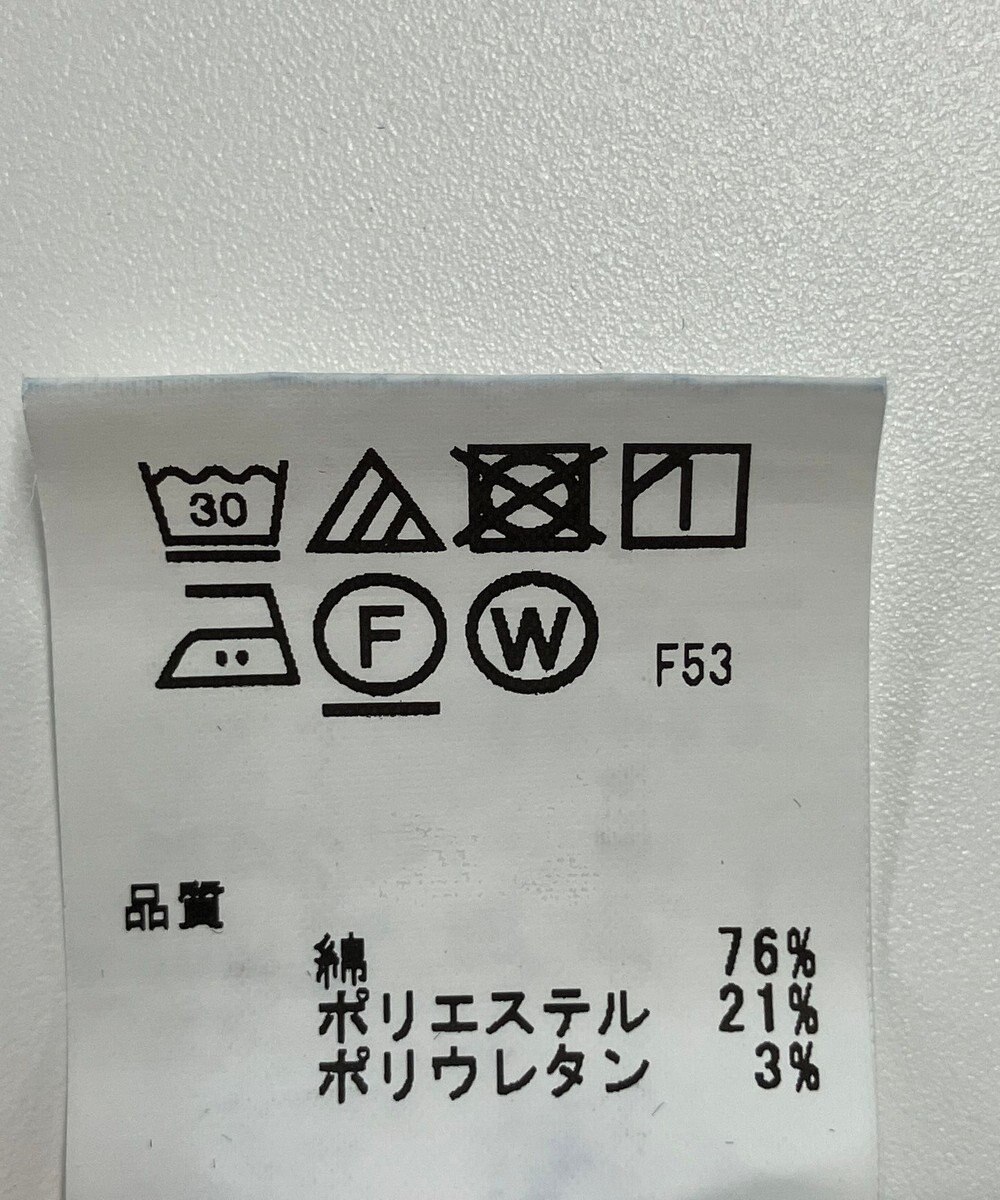 30
F W F53
品質
綿 76%
ポリエステル 21%
ポリウレタン 3%